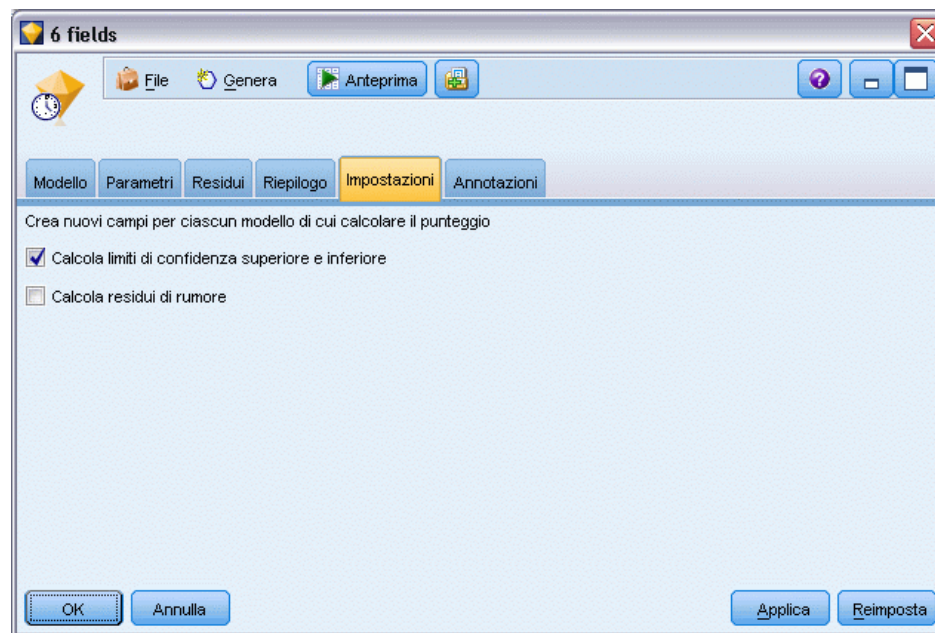 6 fields
File Genera Anteprima
Modello Parametri Residui Riepilogo Impostazioni Annotazioni
Crea nuovi campi per ciascun modello di cui calcolare il punteggio
Calcola limiti di confidenza superiore e inferiore
Calcola residui di rumore
OK Annulla Applica Reimposta